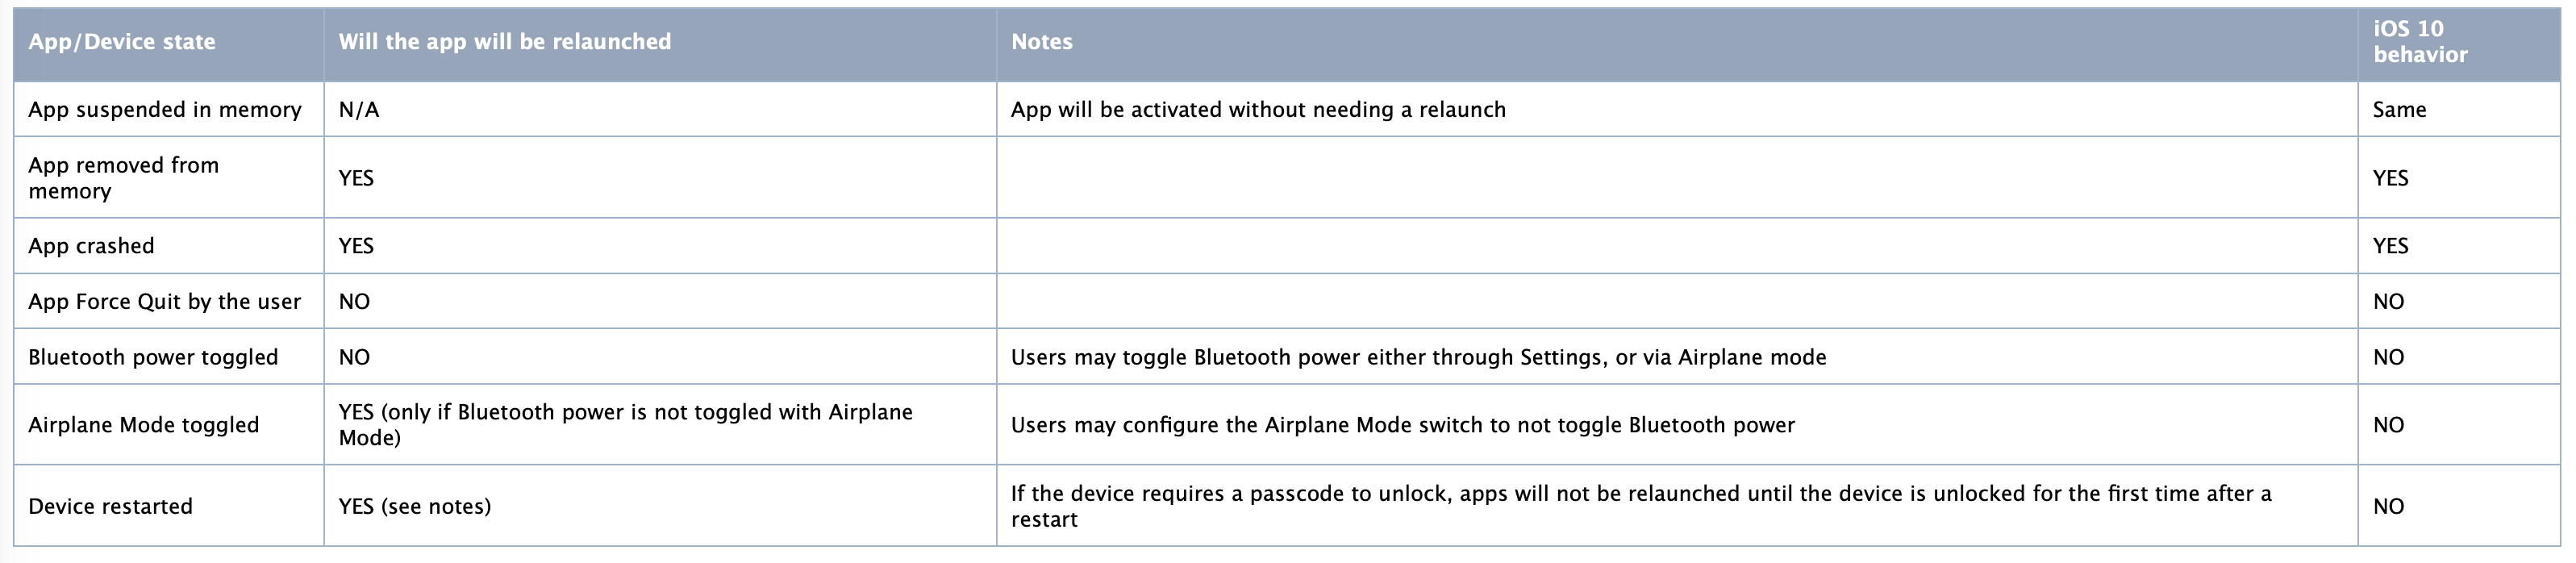 App/Device state
Will the app will be relaunched
Notes
iOS 10
behavior
App suspended in memory
N/A
App will be activated without needing a relaunch
Same
App removed from
memory
YES
YES
App crashed
YES
YES
App Force Quit by the user
NO
NO
Bluetooth power toggled
NO
Users may toggle Bluetooth power either through Settings, or via Airplane mode
NO
Airplane Mode toggled
YES (only if Bluetooth power is not toggled with Airplane
Mode)
Users may configure the Airplane Mode switch to not toggle Bluetooth power
NO
Device restarted
YES (see notes)
If the device requires a passcode to unlock, apps will not be relaunched until the device is unlocked for the first time after a
restart
NO